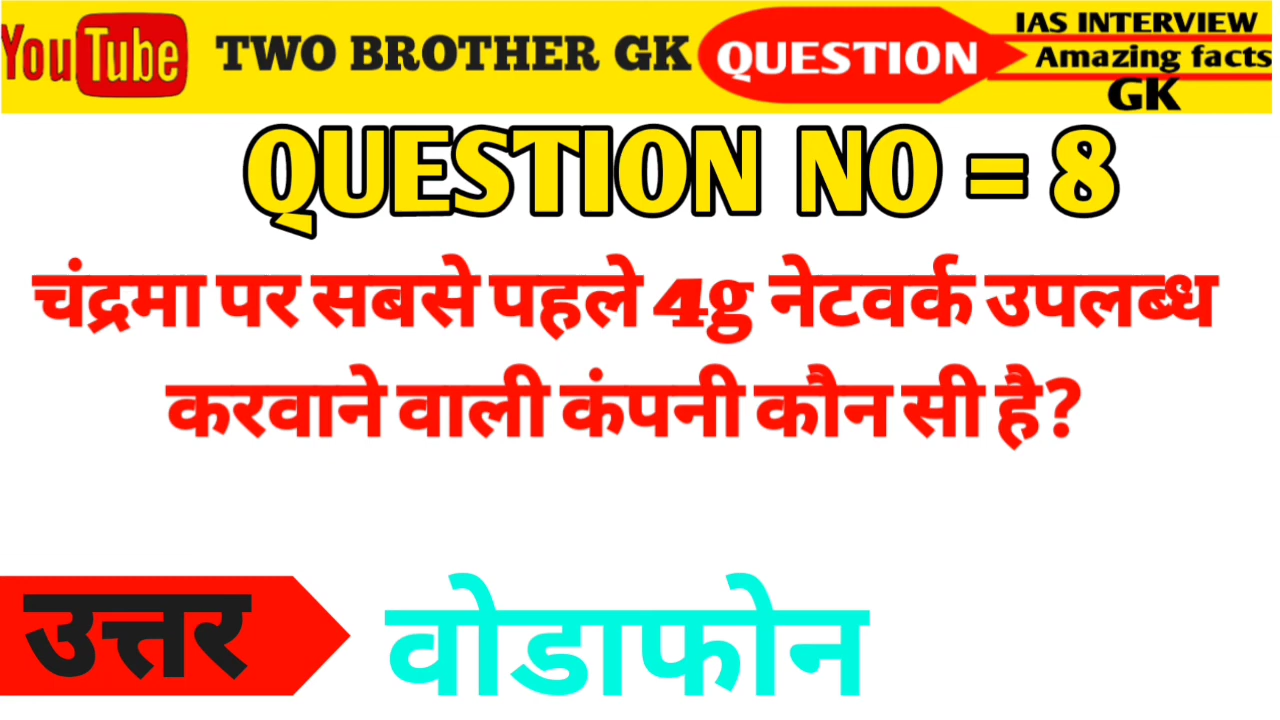 YouTube TWO BROTHER GK QUESTION IAS INTERVIEW
Amazing facts
GK
QUESTION NO = 8
चंद्रमा पर सबसे पहले 4g नेटवर्क उपलब्ध
करवाने वाली कंपनी कौन सी है?
उत्तर वोडाफोन